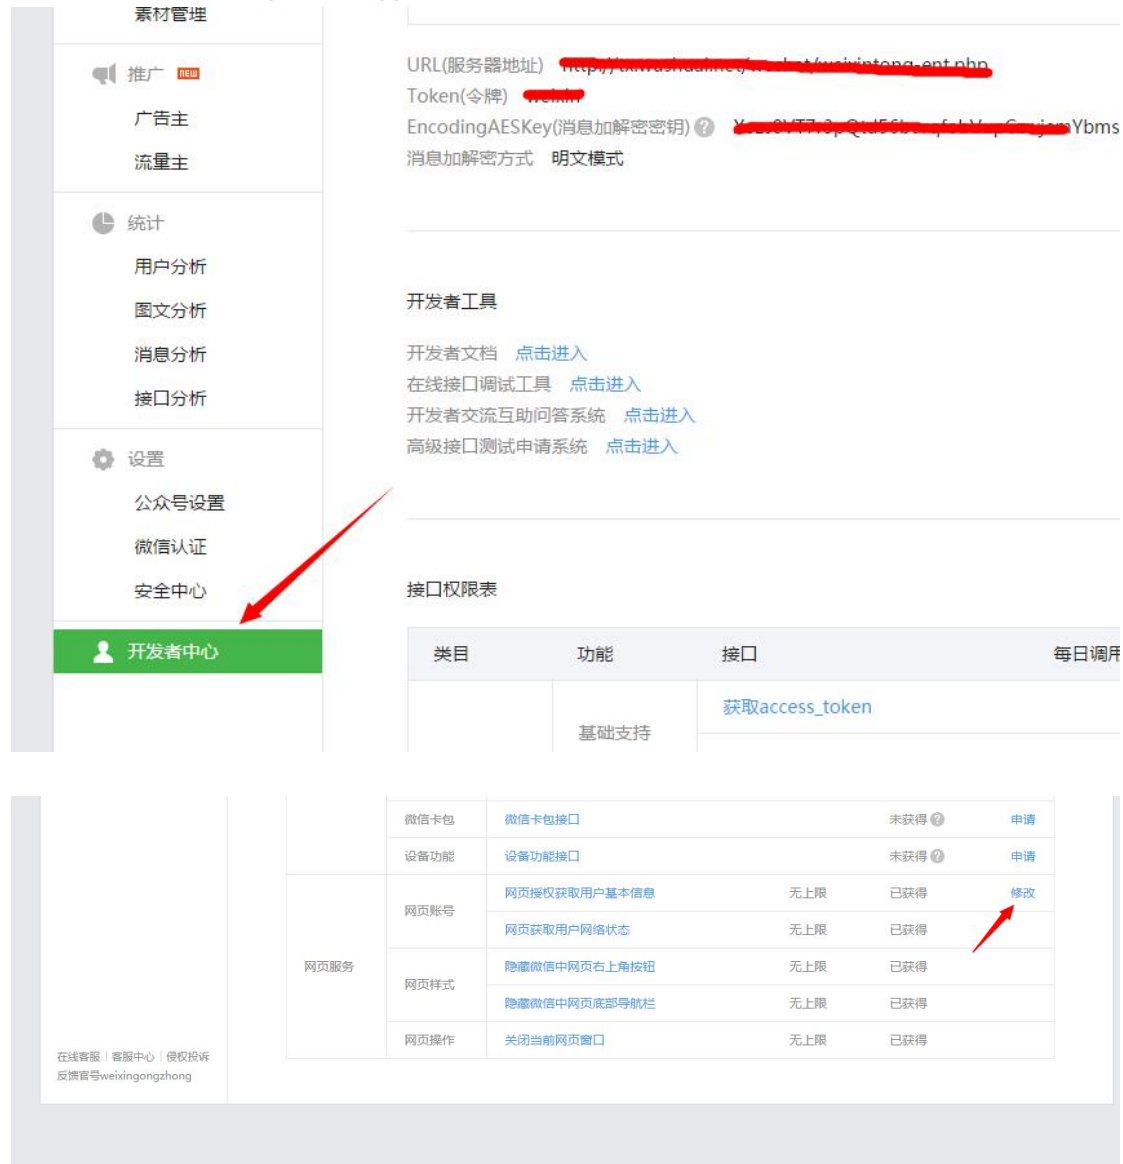 素材管理
推广 NEW
广告主
流量主
统计
用户分析
图文分析
消息分析
接口分析
设置
公众号设置
微信认证
安全中心
开发者中心
URL(服务器地址)
Token(令牌)
EncodingAESKey(消息加解密密钥) ? Ybms
消息加解密方式 明文模式
开发者工具
开发者文档 点击进入
在线接口调试工具 点击进入
开发者交流互助问答系统 点击进入
高级接口测试申请系统 点击进入
接口权限表
类目 功能 接口 每日调用
获取access_token
基础支持
微信卡包 微信卡包接口 未获得 ? 申请
设备功能 设备功能接口 未获得 ? 申请
网页服务
网页账号
网页授权获取用户基本信息 无上限 已获得 修改
网页获取用户网络状态 无上限 已获得
网页样式
隐藏微信中网页右上角按钮 无上限 已获得
隐藏微信中网页底部导航栏 无上限 已获得
网页操作 关闭当前网页窗口 无上限 已获得
在线客服 | 客服中心 | 侵权投诉
反馈官号weixingongzhong